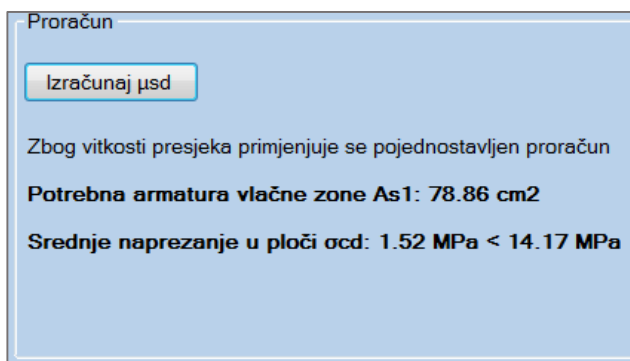 Proračun
Izračunaj µsd
Zbog vitkosti presjeka primjenjuje se pojednostavljen proračun
Potrebna armatura vlačne zone As1: 78.86 cm2
Srednje naprezanje u ploči σcd: 1.52 MPa < 14.17 MPa